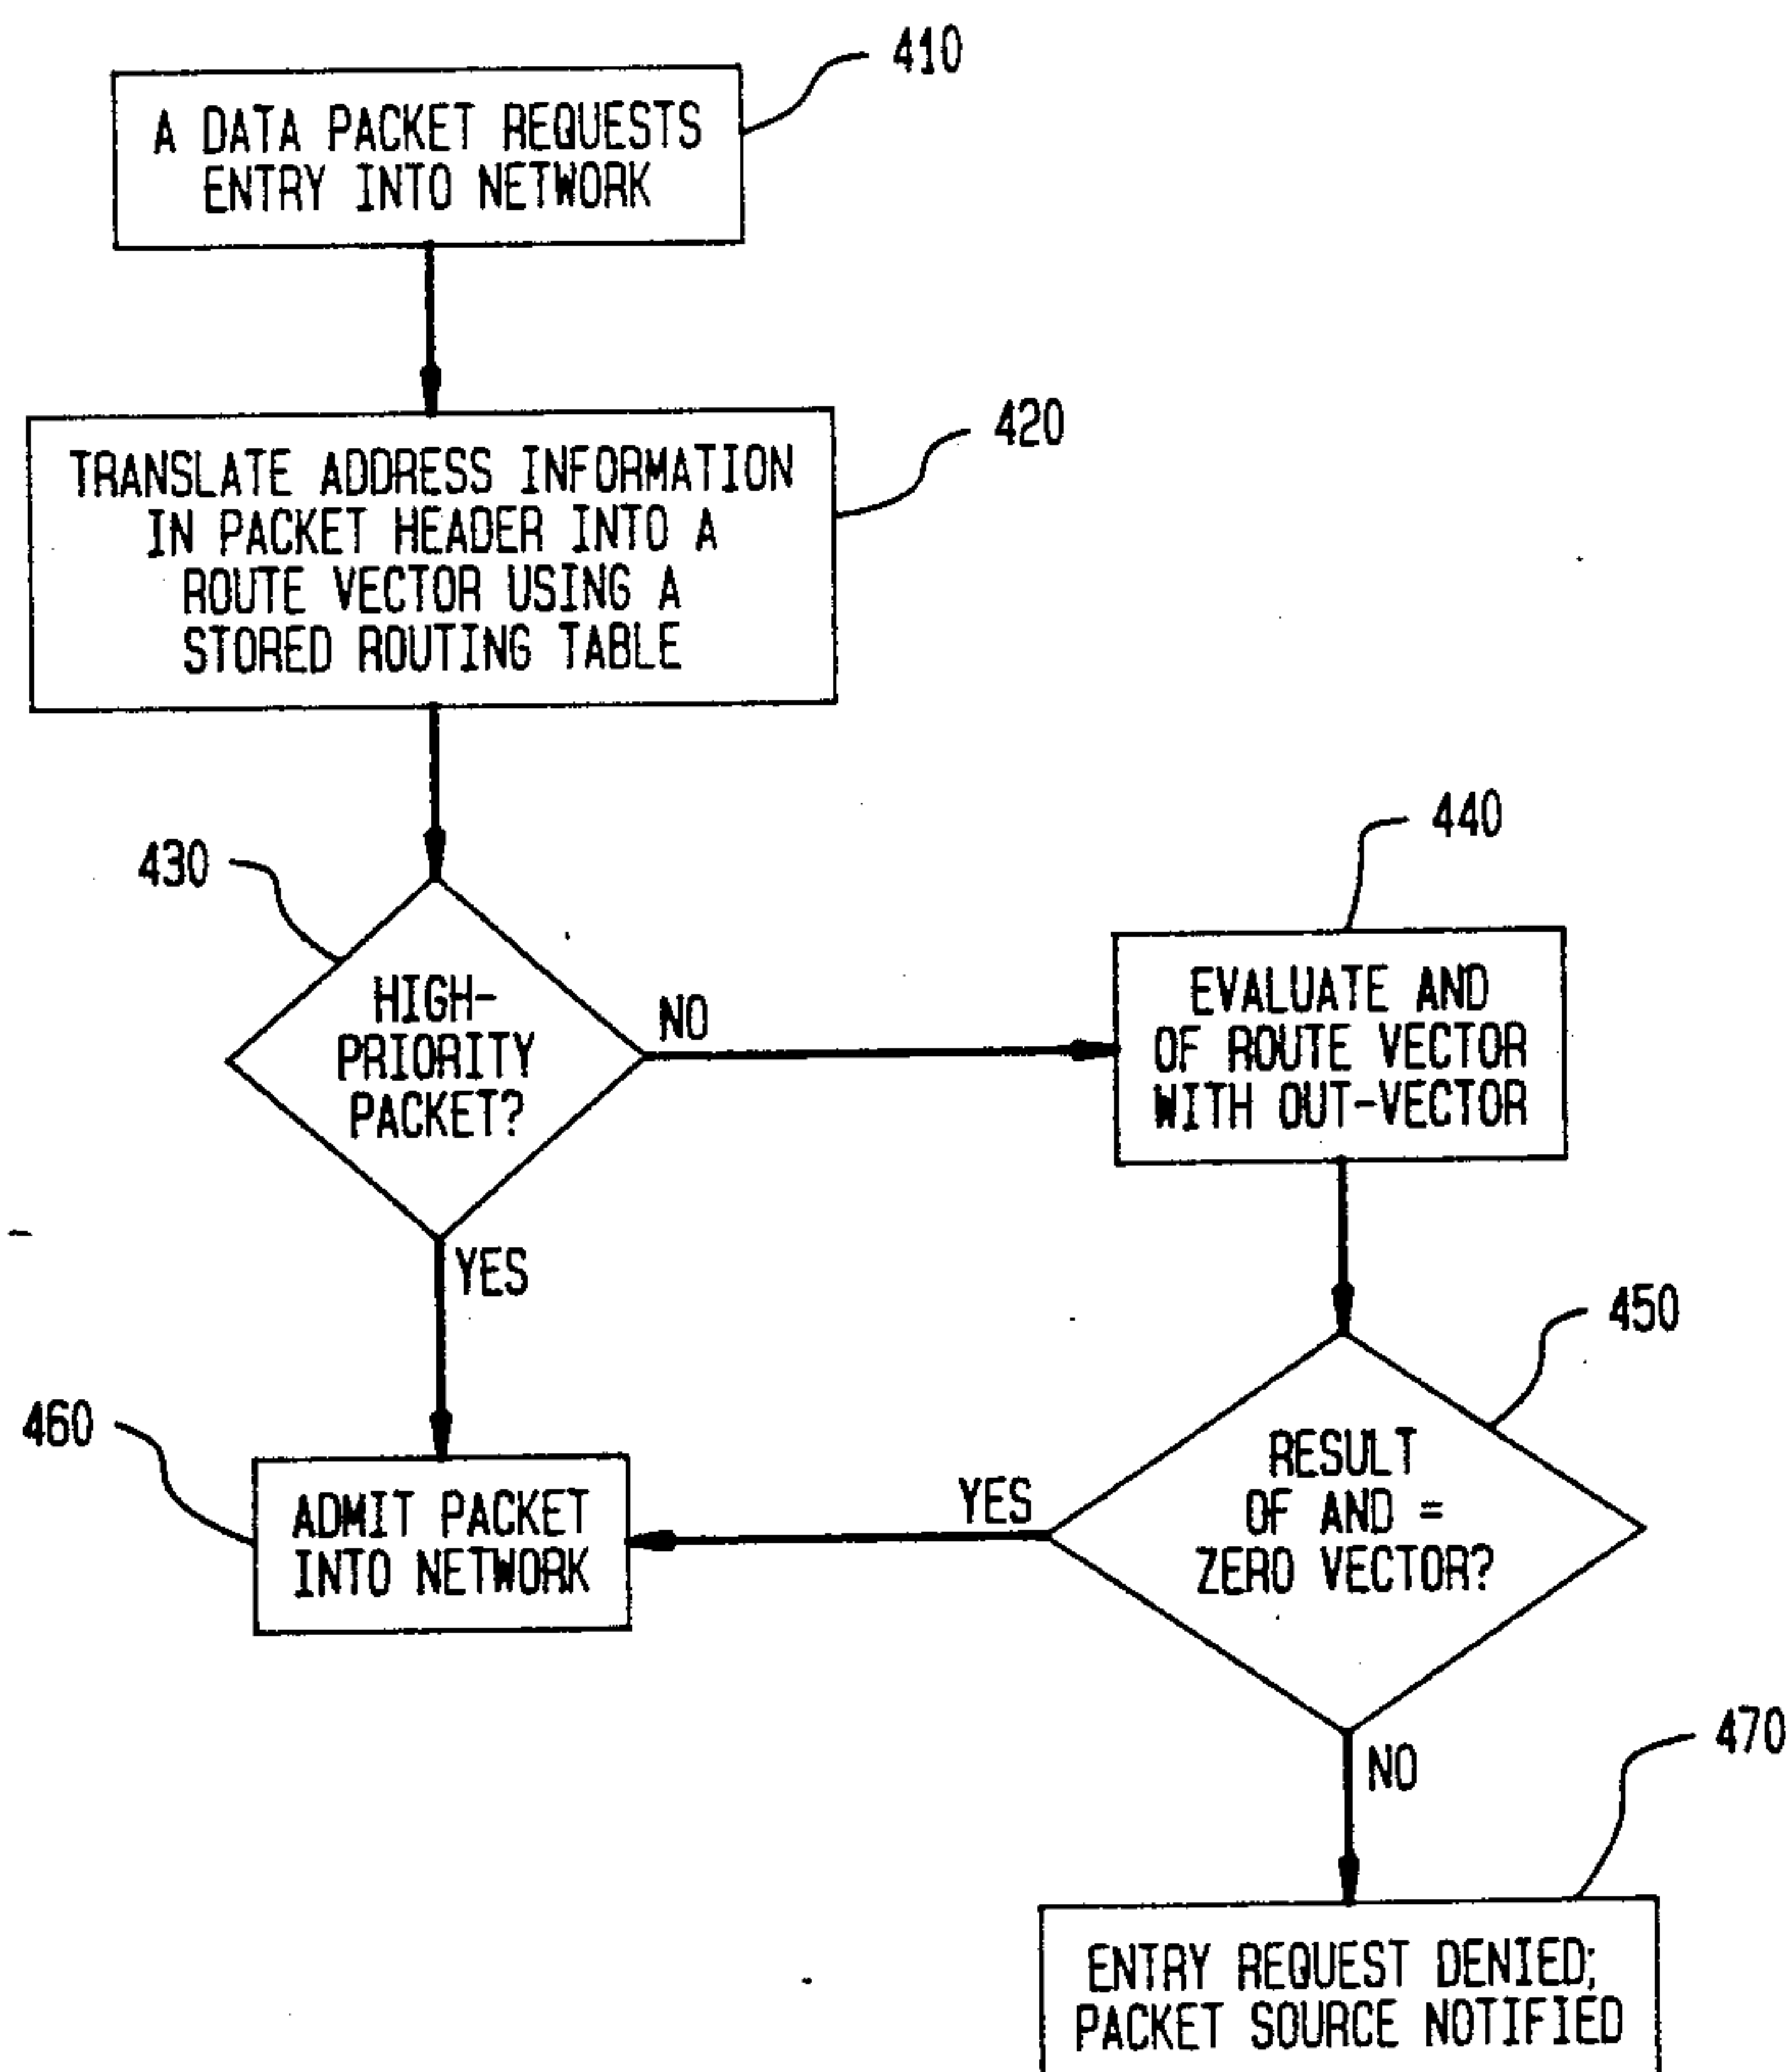 410
A DATA PACKET REQUESTS
ENTRY INTO NETWORK
420
TRANSLATE ADDRESS INFORMATION
IN PACKET HEADER INTO A
ROUTE VECTOR USING A
STORED ROUTING TABLE
430
HIGH-
PRIORITY
PACKET?
NO
YES
440
EVALUATE AND
OF ROUTE VECTOR
WITH OUT-VECTOR
450
RESULT
OF AND =
ZERO VECTOR?
YES
NO
460
ADMIT PACKET
INTO NETWORK
470
ENTRY REQUEST DENIED;
PACKET SOURCE NOTIFIED